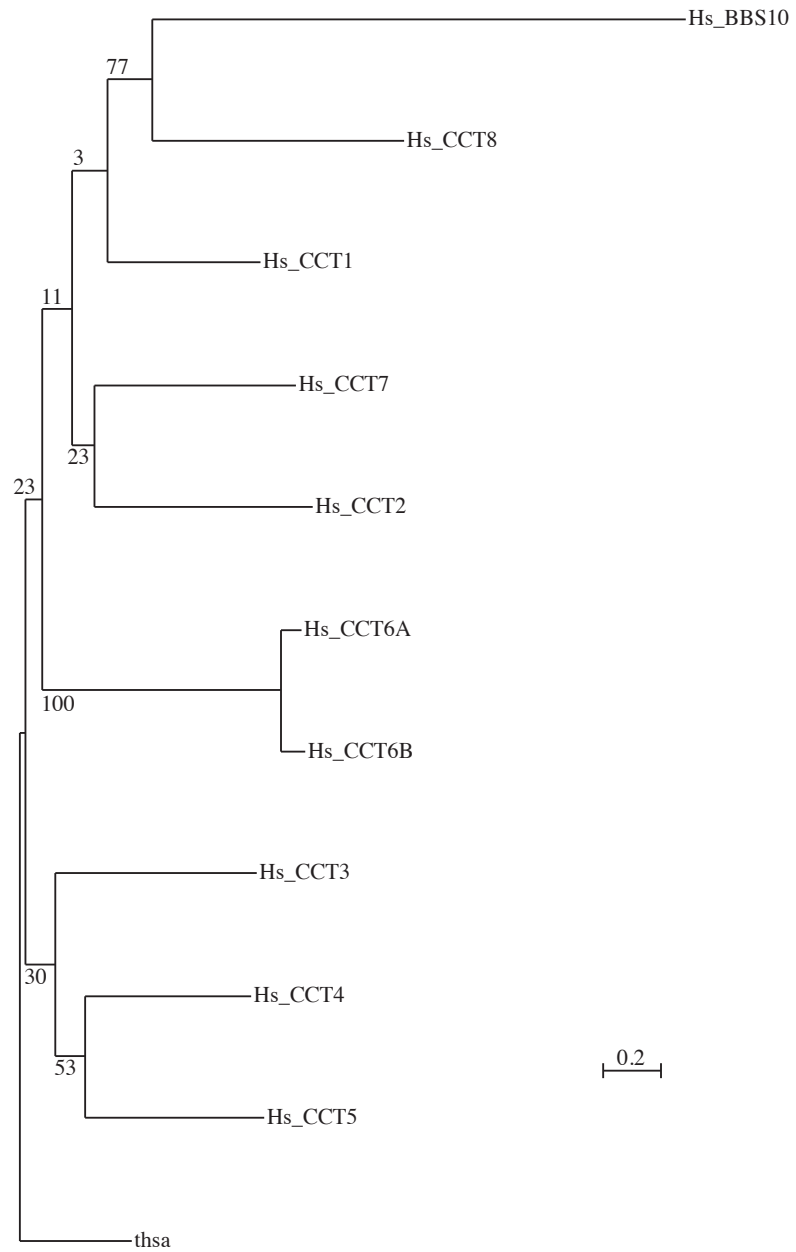 Hs_BBS10
77
Hs_CCT8
3
Hs_CCT1
11
Hs_CCT7
23
Hs_CCT2
23
Hs_CCT6A
100
Hs_CCT6B
Hs_CCT3
30
Hs_CCT4
0.2
53
Hs_CCT5
thsa